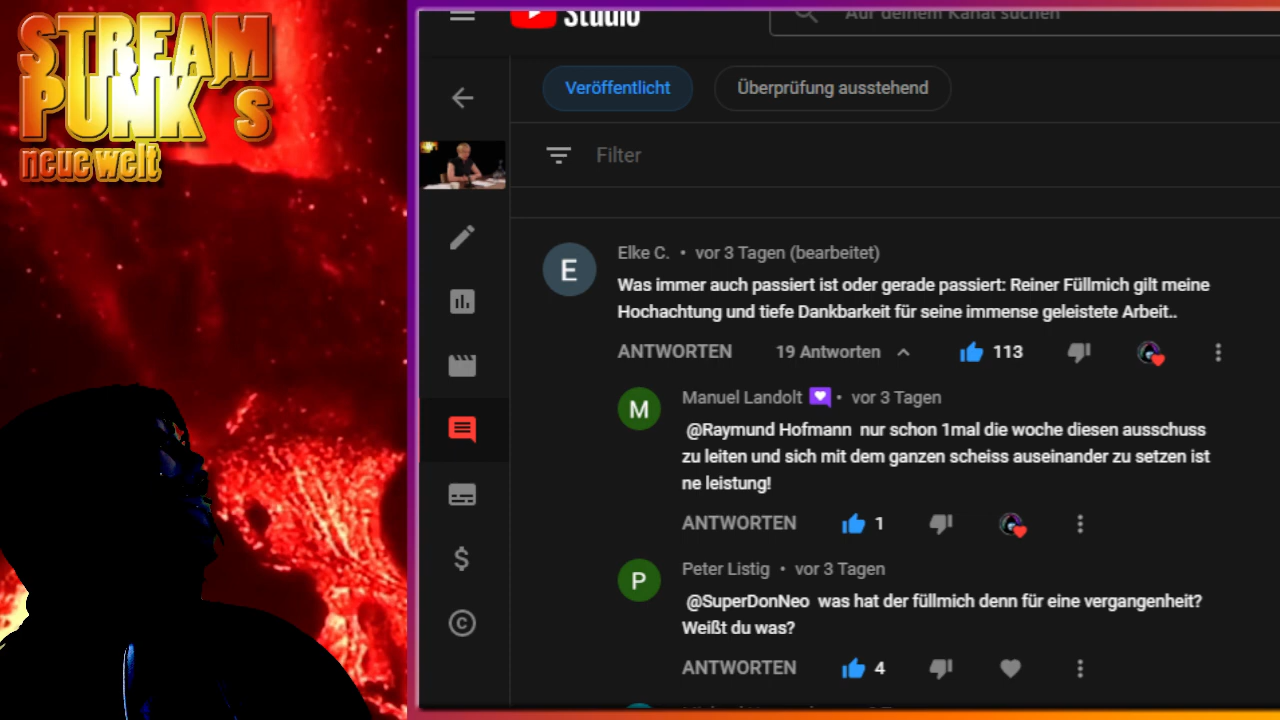 STREAM
PUNK´s
neue welt
Studio
Auf deinem Kanal suchen
Veröffentlicht
Überprüfung ausstehend
Filter
E
Elke C. • vor 3 Tagen (bearbeitet)
Was immer auch passiert ist oder gerade passiert: Reiner Füllmich gilt meine
Hochachtung und tiefe Dankbarkeit für seine immense geleistete Arbeit..
ANTWORTEN 19 Antworten 113
M
Manuel Landolt • vor 3 Tagen
@Raymund Hofmann nur schon 1mal die woche diesen ausschuss
zu leiten und sich mit dem ganzen scheiss auseinander zu setzen ist
ne leistung!
ANTWORTEN 1
P
Peter Listig • vor 3 Tagen
@SuperDonNeo was hat der füllmich denn für eine vergangenheit?
Weißt du was?
ANTWORTEN 4